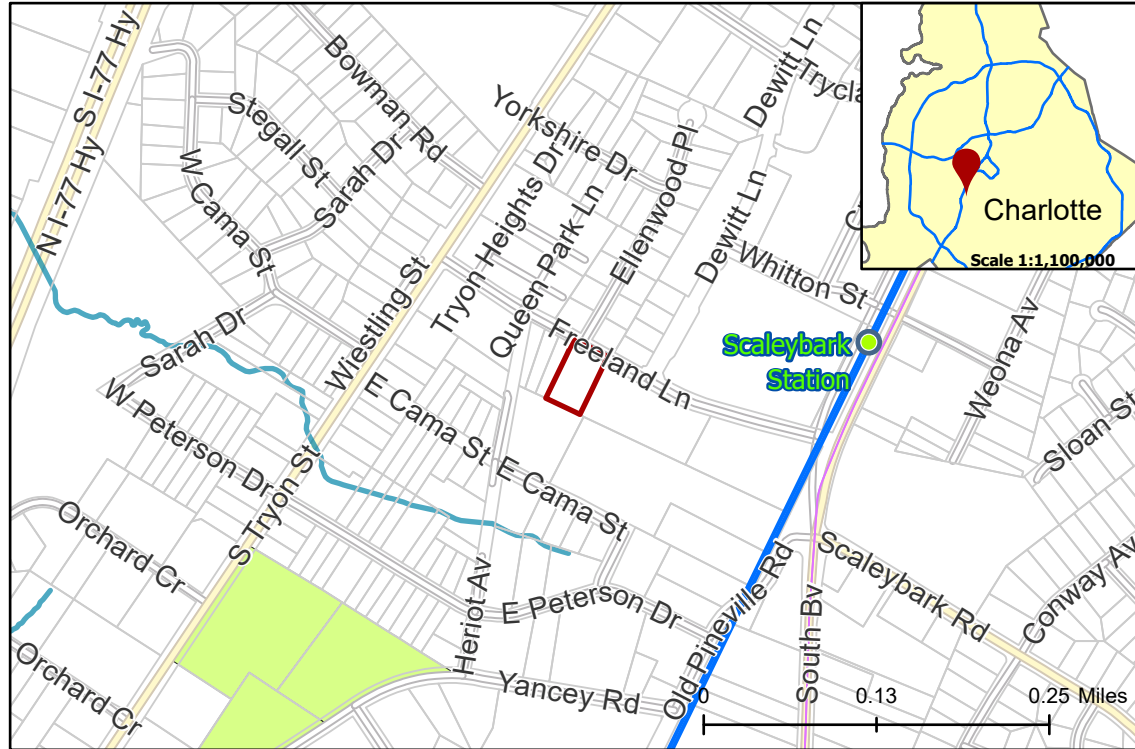 N I-77 Hy S I-77 Hy
Bowman Rd
Stegall St
Sarah Dr
W Cama St
Yorkshire Dr
Dewitt Ln
Tryon Heights Dr
Queen Park Ln
Ellenwood Pl
Dewitt Ln
Whitton St
Charlotte
Scale 1:1,100,000
Sarah Dr
Wiestling St
Freeland Ln
Scaleybark
Station
Weona Av
Sloan St
W Peterson Dr
E Cama St
E Cama St
Orchard Cr
S Tryon St
Heriot Av
E Peterson Dr
Old Pineville Rd
South Bv
Scaleybark Rd
Conway Av
Orchard Cr
Yancey Rd
0 0.13 0.25 Miles